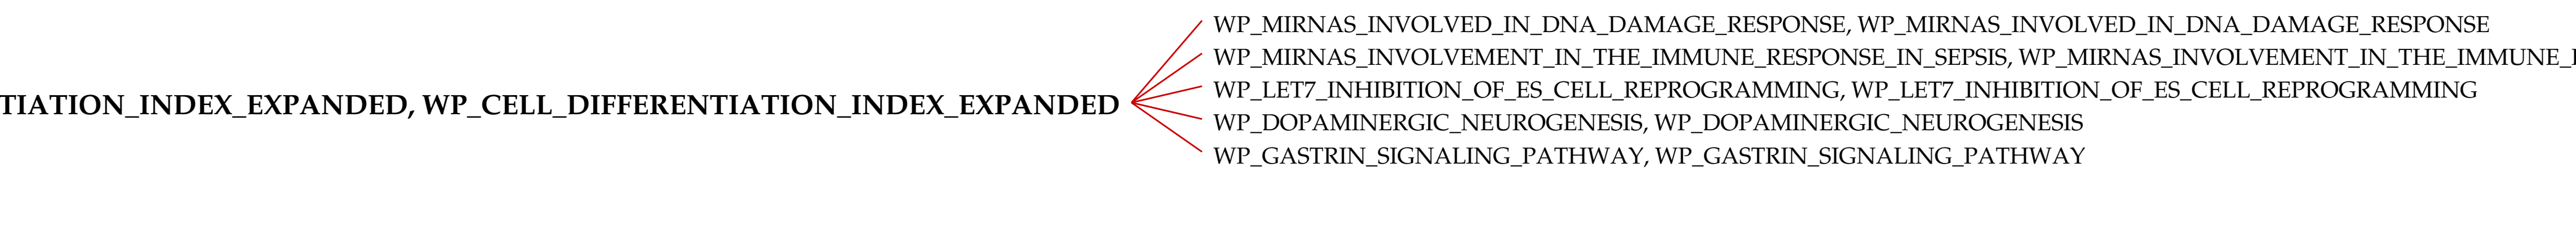 WP_MIRNAS_INVOLVED_IN_DNA_DAMAGE_RESPONSE, WP_MIRNAS_INVOLVED_IN_DNA_DAMAGE_RESPONSE
WP_MIRNAS_INVOLVEMENT_IN_THE_IMMUNE_RESPONSE_IN_SEPSIS, WP_MIRNAS_INVOLVEMENT_IN_THE_IMMUNE_
WP_LET7_INHIBITION_OF_ES_CELL_REPROGRAMMING, WP_LET7_INHIBITION_OF_ES_CELL_REPROGRAMMING
TIATION_INDEX_EXPANDED, WP_CELL_DIFFERENTIATION_INDEX_EXPANDED
WP_DOPAMINERGIC_NEUROGENESIS, WP_DOPAMINERGIC_NEUROGENESIS
WP_GASTRIN_SIGNALING_PATHWAY, WP_GASTRIN_SIGNALING_PATHWAY